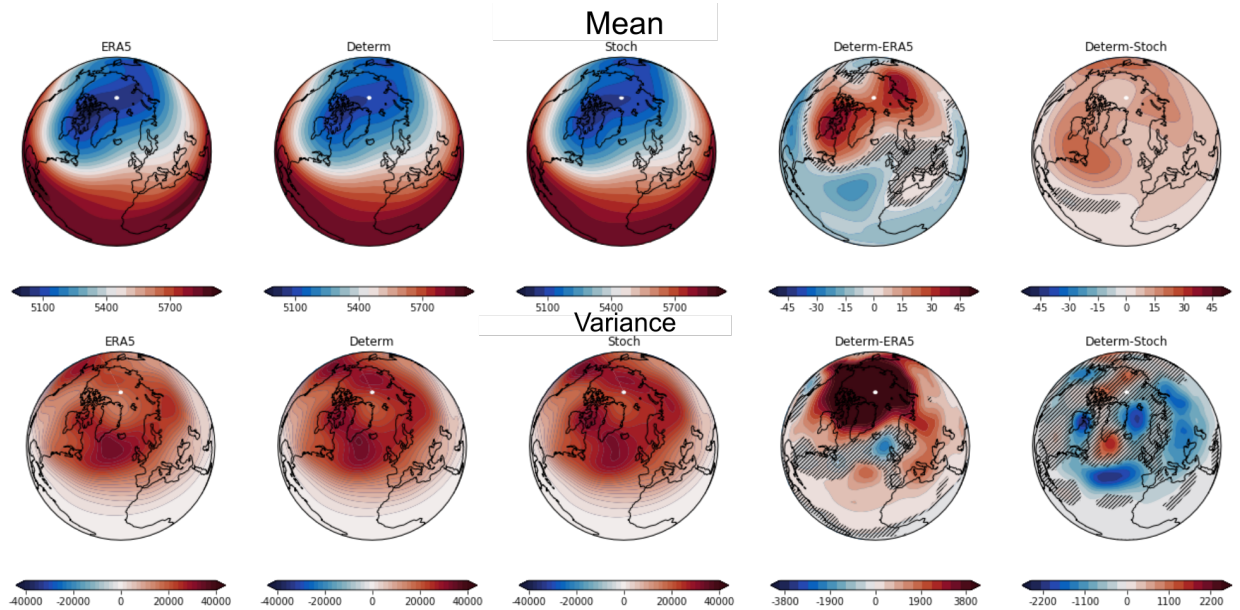 Mean
ERA5 Determ Stoch Determ-ERA5 Determ-Stoch
5100 5400 5700 5100 5400 5700 5100 5400 5700 -45 -30 -15 0 15 30 45 -45 -30 -15 0 15 30 45
Variance
ERA5 Determ Stoch Determ-ERA5 Determ-Stoch
-40000 -20000 0 20000 40000 -40000 -20000 0 20000 40000 -40000 -20000 0 20000 40000 -3800 -1900 0 1900 3800 -2200 -1100 0 1100 2200